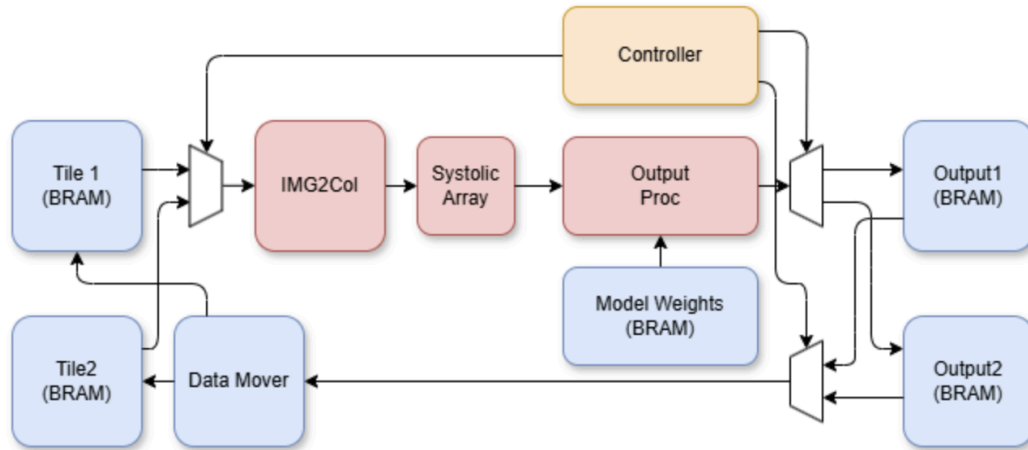 Controller
Tile 1
(BRAM)
IMG2Col
Systolic
Array
Output
Proc
Output1
(BRAM)
Model Weights
(BRAM)
Tile2
(BRAM)
Data Mover
Output2
(BRAM)